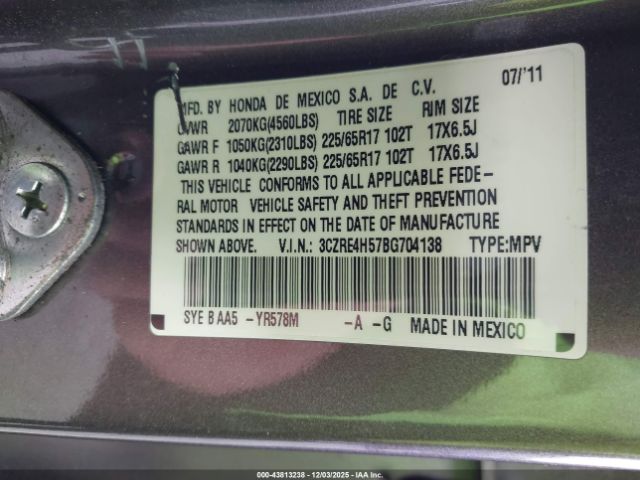 07/'11
MFD. BY HONDA DE MEXICO S.A. DE C.V.
GVWR 2070KG(4560LBS) TIRE SIZE RIM SIZE
GAWR F 1050KG(2310LBS) 225/65R17 102T 17X6.5J
GAWR R 1040KG(2290LBS) 225/65R17 102T 17X6.5J
THIS VEHICLE CONFORMS TO ALL APPLICABLE FEDE-
RAL MOTOR VEHICLE SAFETY AND THEFT PREVENTION
STANDARDS IN EFFECT ON THE DATE OF MANUFACTURE
SHOWN ABOVE. V.I.N.: 3CZRE4H57BG704138 TYPE:MPV
SYE B AA5 -YR578M -A -G MADE IN MEXICO
000-43813238 - 12/03/2025 - IAAI.COM